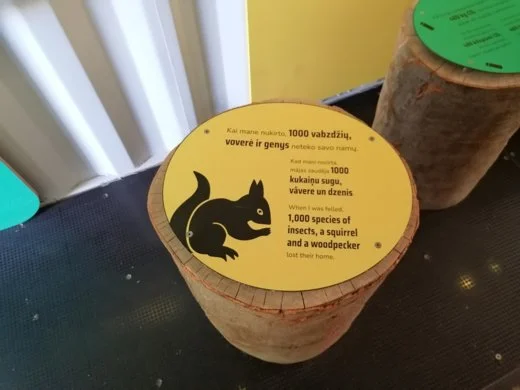 Kai mane nukirto, 1000 vabzdžių,
voverė ir genys neteko savo namų.
Kad mani nocirta,
mājas zaudēja 1000
kukaiņu sugu,
vāvere un dzenis.
When I was felled,
1,000 species of
insects, a squirrel
and a woodpecker
lost their home.